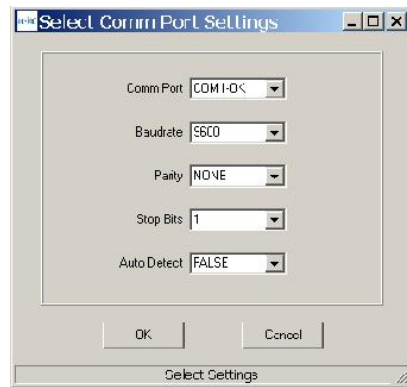 Select Comm Port Settings
Comm Port COM1-OK
Baudrate 9600
Parity NONE
Stop Bits 1
Auto Detect FALSE
OK Cancel
Select Settings